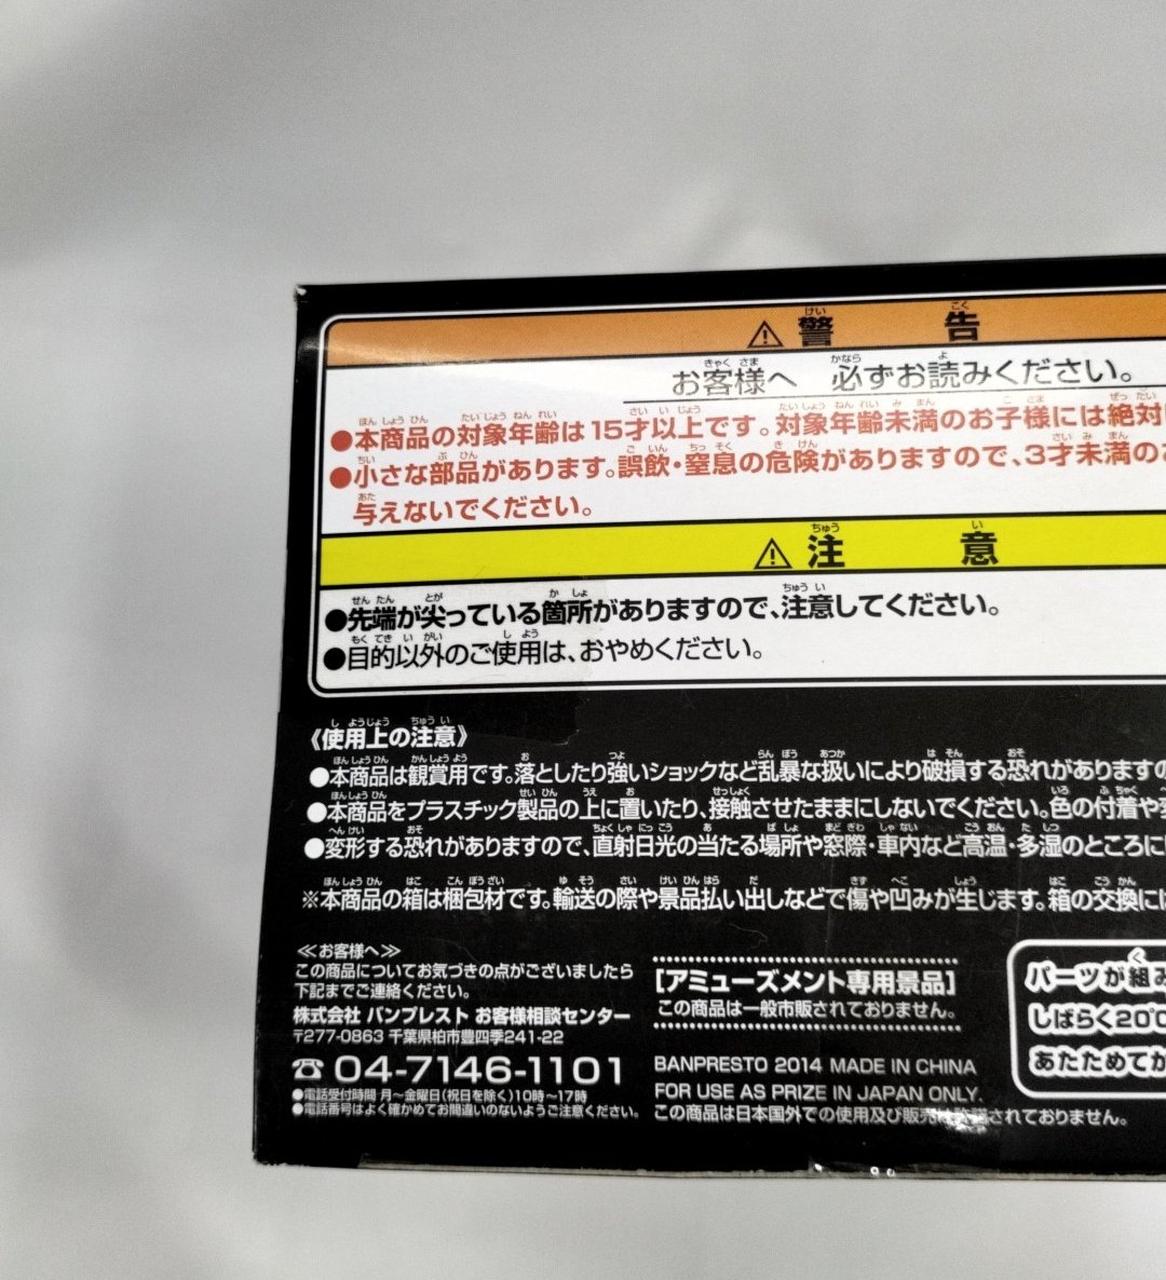 ⚠警告
お客様へ 必ずお読みください。
●本商品の対象年齢は15才以上です。対象年齢未満のお子様には絶対
●小さな部品があります。誤飲・窒息の危険がありますので、3才未満の
与えないでください。
⚠注意
●先端が尖っている箇所がありますので、注意してください。
●目的以外のご使用は、おやめください。
《使用上の注意》
●本商品は観賞用です。落としたり強いショックなど乱暴な扱いにより破損する恐れがありますの
●本商品をプラスチック製品の上に置いたり、接触させたままにしないでください。色の付着や
●変形する恐れがありますので、直射日光の当たる場所や窓際・車内など高温・多湿のところに
※本商品の箱は梱包材です。輸送の際や景品払い出しなどで傷や凹みが生じます。箱の交換には
≪お客様へ≫
この商品についてお気づきの点がございましたら
下記までご連絡ください。
株式会社 バンプレスト お客様相談センター
〒277-0863 千葉県柏市豊四季241-22
☎04-7146-1101
●電話受付時間 月～金曜日(祝日を除く)10時～17時
●電話番号はよく確かめてお間違いのないようご注意ください。
[アミューズメント専用景品]
この商品は一般市販されておりません。
BANPRESTO 2014 MADE IN CHINA
FOR USE AS PRIZE IN JAPAN ONLY.
この商品は日本国外での使用及び販売は許諾されておりません。
パーツが組み
しばらく20℃
あたためてか